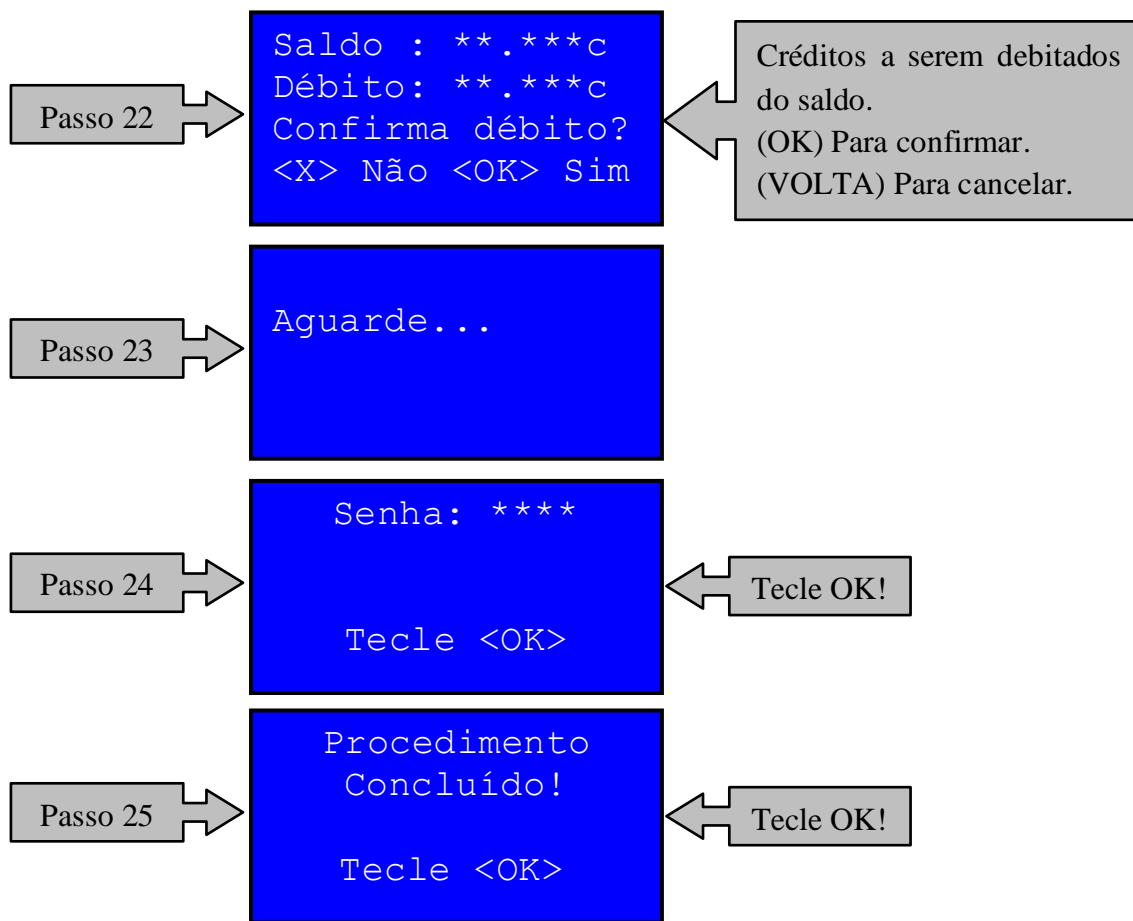 Passo 22
Saldo : **.***c
Débito: **.***c
Confirma débito?
<X> Não <OK> Sim
Créditos a serem debitados
do saldo.
(OK) Para confirmar.
(VOLTA) Para cancelar.
Passo 23
Aguarde...
Passo 24
Senha: ****
Tecle <OK>
Tecle OK!
Passo 25
Procedimento
Concluído!
Tecle <OK>
Tecle OK!